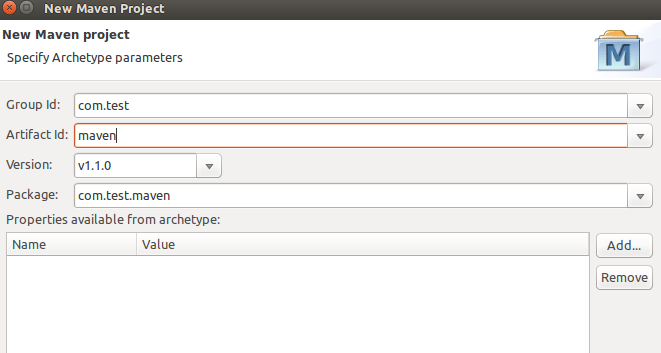 New Maven Project
New Maven project
Specify Archetype parameters
M
Group Id: com.test
Artifact Id: maven
Version: v1.1.0
Package: com.test.maven
Properties available from archetype:
Name Value Add...
Remove